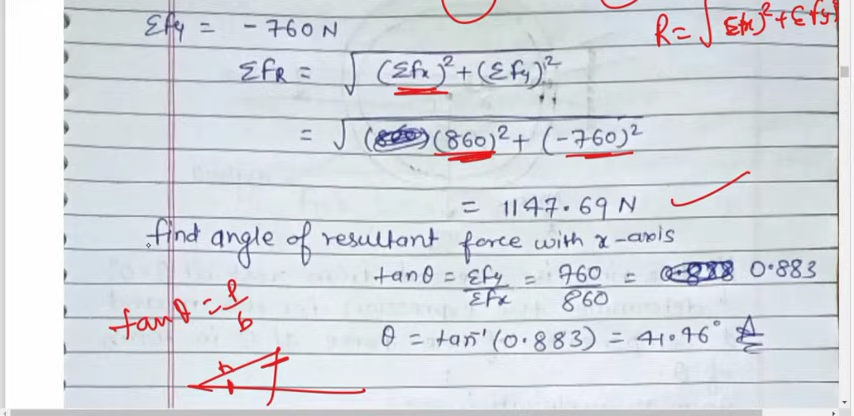 Σfy = -760 N
R = √Σfx)² + Σfy)
ΣfR = √(Σfx)² + (Σfy)²
= √(860)² + (-760)²
= 1147.69 N
find angle of resultant force with x-axis
tanθ = Σfy/Σfx = 760/860 = 0.883
tanθ = P/b
θ = tan⁻¹(0.883) = 41.46°
h